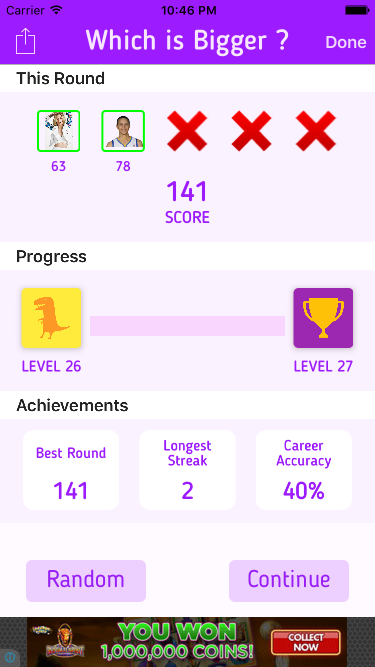 Carrier 10:46 PM
Which is Bigger ? Done
This Round
63 78
141
SCORE
Progress
LEVEL 26 LEVEL 27
Achievements
Best Round
141
Longest
Streak
2
Career
Accuracy
40%
Random Continue
YOU WON
1,000,000 COINS!
COLLECT
NOW